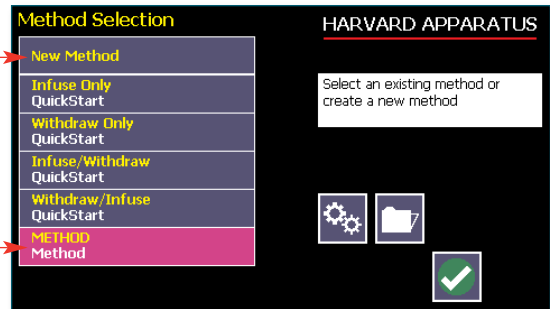 Method Selection
New Method
Infuse Only
QuickStart
Withdraw Only
QuickStart
Infuse/Withdraw
QuickStart
Withdraw/Infuse
QuickStart
METHOD
Method
HARVARD APPARATUS
Select an existing method or
create a new method